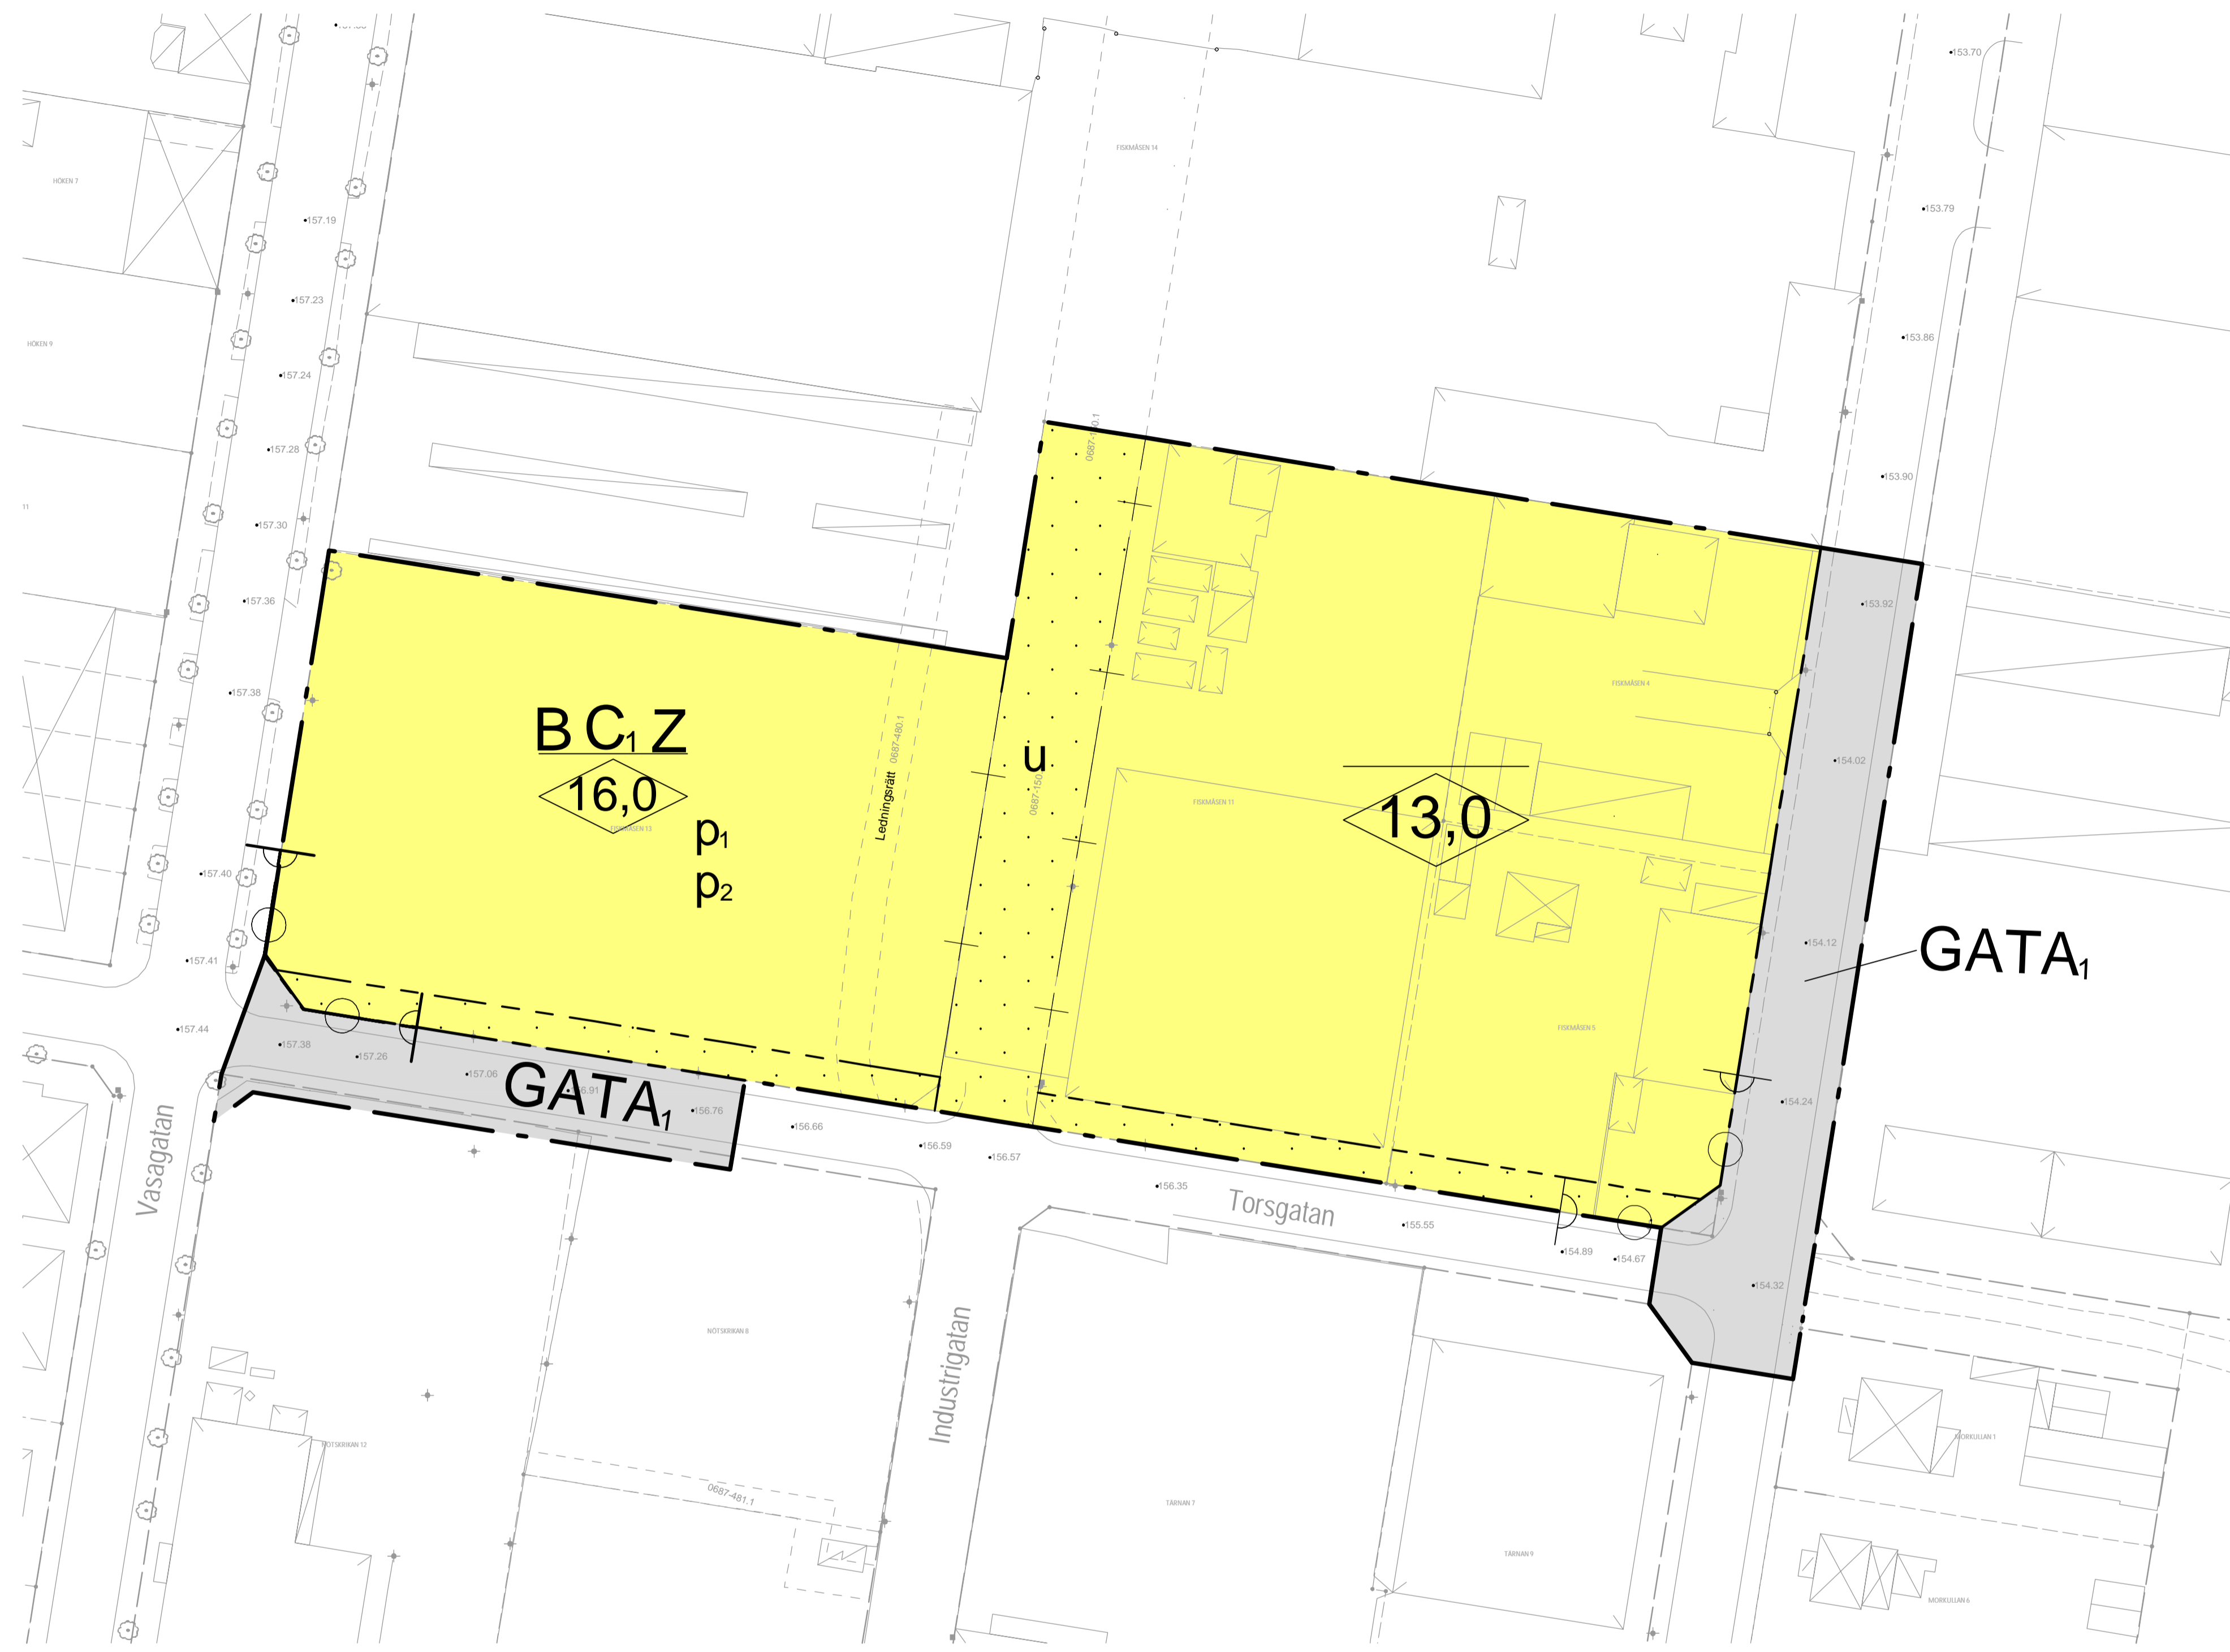 153.70
FISKMÅSEN 14
HÖKEN 7
153.79
157.19
157.23
153.86
HÖKEN 9
157.24
157.28
153.90
11
157.30
157.36
153.92
157.38
FISKMÅSEN 4
B C1 Z
Ledningsrätt 0687-480.1
u
154.02
16,0
FISKMÅSEN 11
13,0
FISKMÅSEN 13
p1
157.40
p2
154.12
GATA1
157.41
157.44
FISKMÅSEN 5
157.38
157.26
157.06
GATA1
156.76
154.24
156.66
156.59
156.57
Vasagatan
156.35
Torsgatan
155.55
154.89
154.67
154.32
NÖTSKRIKAN 8
Industrigatan
NÖTSKRIKAN 12
MORKULLAN 1
0687-481.1
TÄRNAN 7
TÄRNAN 9
MORKULLAN 6